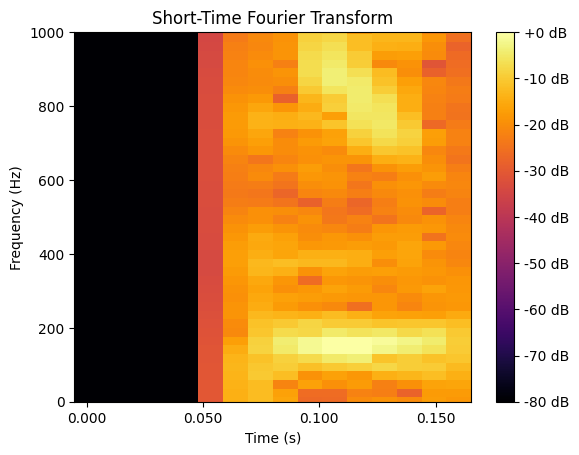 Short-Time Fourier Transform
Frequency (Hz)
1000
800
600
400
200
0
0.000
0.050
0.100
0.150
Time (s)
+0 dB
-10 dB
-20 dB
-30 dB
-40 dB
-50 dB
-60 dB
-70 dB
-80 dB